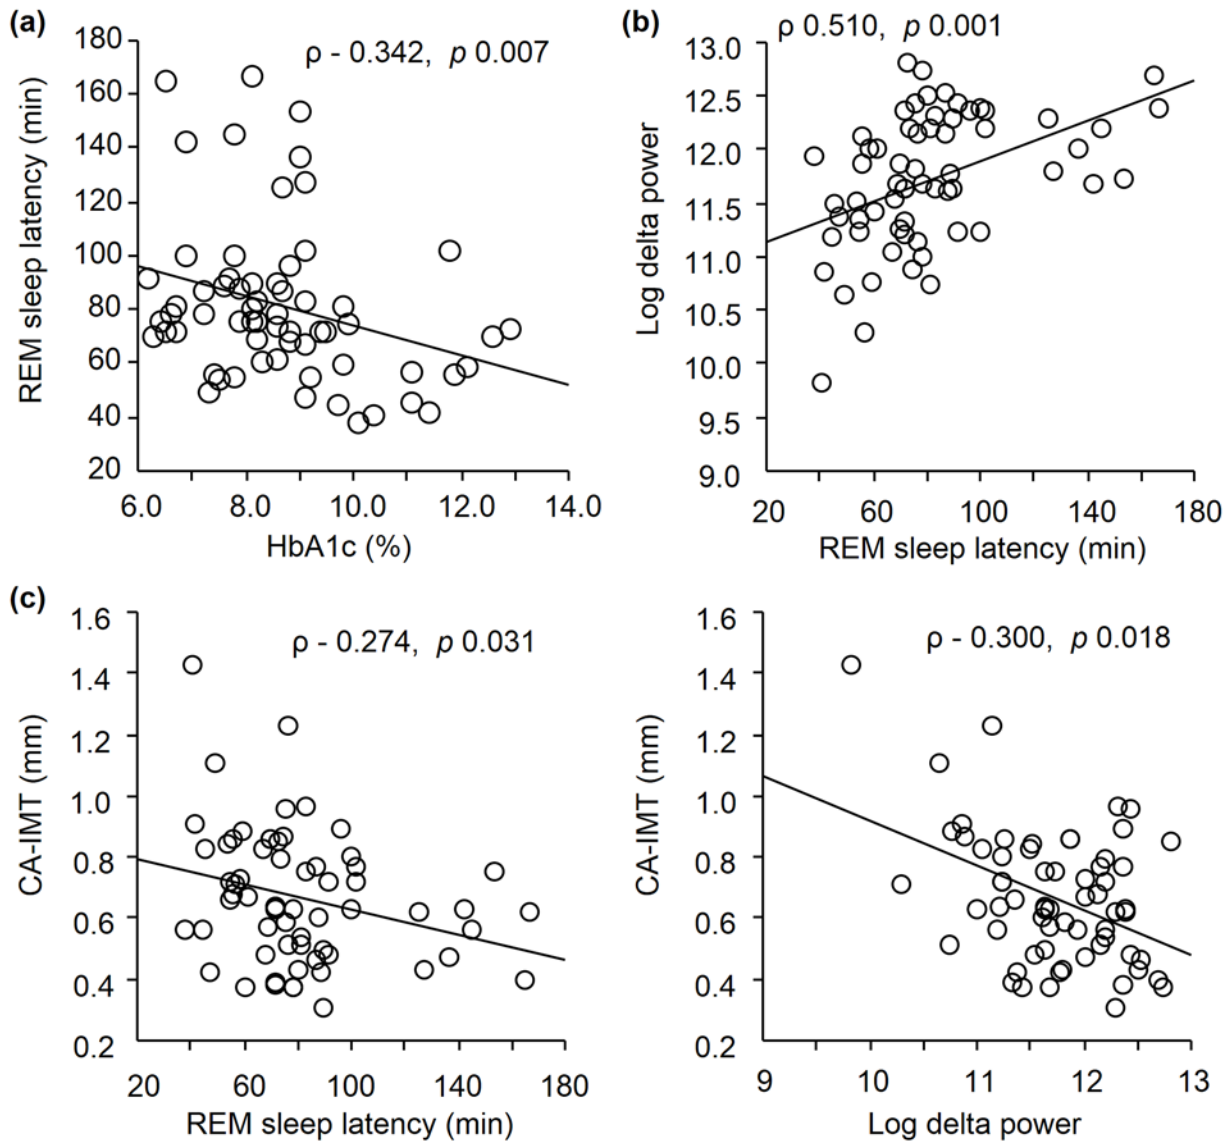 (a)
ρ - 0.342, p 0.007
REM sleep latency (min)
180
160
140
120
100
80
60
40
20
6.0 8.0 10.0 12.0 14.0
HbA1c (%)
(b)
ρ 0.510, p 0.001
Log delta power
13.0
12.5
12.0
11.5
11.0
10.5
10.0
9.5
9.0
20 60 100 140 180
REM sleep latency (min)
(c)
ρ - 0.274, p 0.031
CA-IMT (mm)
1.6
1.4
1.2
1.0
0.8
0.6
0.4
0.2
20 60 100 140 180
REM sleep latency (min)
ρ - 0.300, p 0.018
CA-IMT (mm)
1.6
1.4
1.2
1.0
0.8
0.6
0.4
0.2
9 10 11 12 13
Log delta power